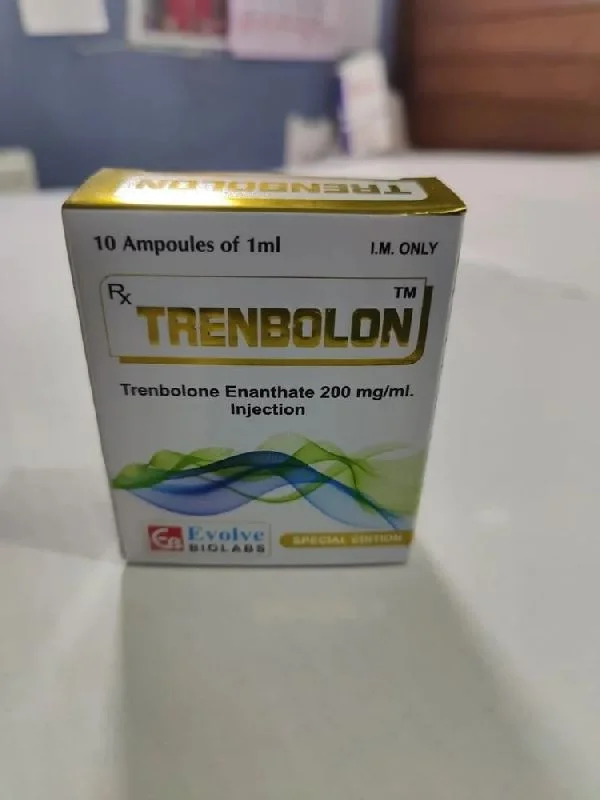 TRENBOLON
10 Ampoules of 1ml
I.M. ONLY
Rx
TM
TRENBOLON
Trenbolone Enanthate 200 mg/ml.
Injection
EB
Evolve
BIOLABS
SPECIAL EDITION